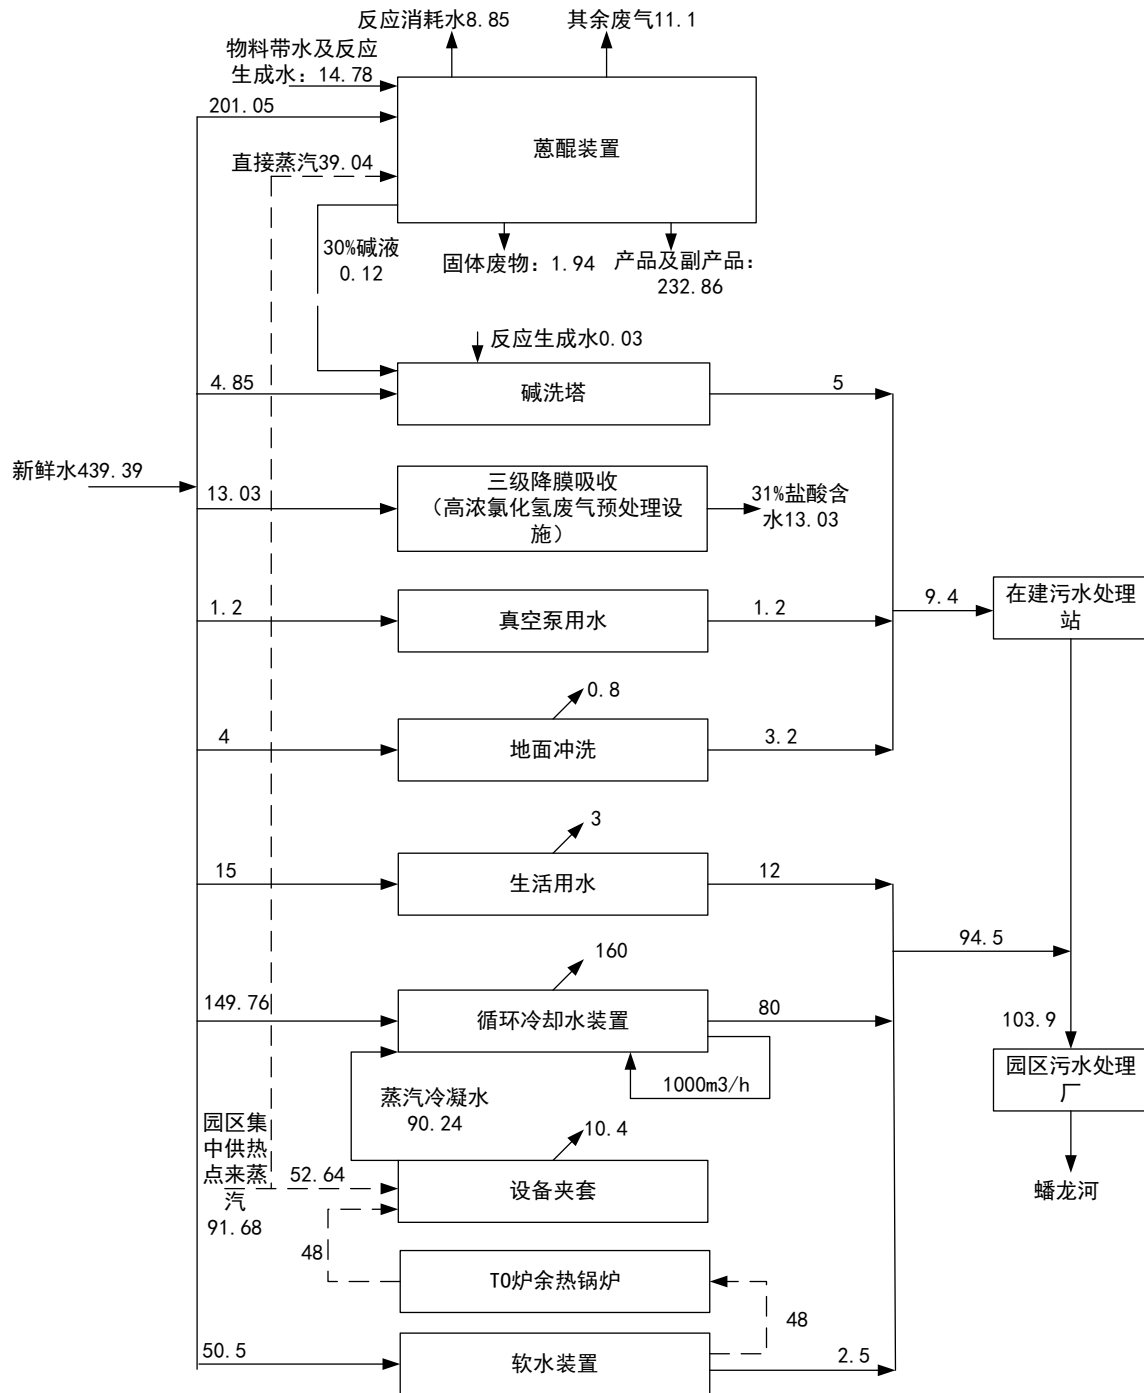 反应消耗水8.85
其余废气11.1
物料带水及反应
生成水：14.78
201.05
蒽醌装置
直接蒸汽39.04
30%碱液
0.12
固体废物：1.94
产品及副产品：
232.86
反应生成水0.03
4.85
碱洗塔
5
新鲜水439.39
13.03
三级降膜吸收
（高浓氯化氢废气预处理设
施）
31%盐酸含
水13.03
1.2
真空泵用水
1.2
9.4
在建污水处理
站
0.8
4
地面冲洗
3.2
3
15
生活用水
12
94.5
160
149.76
循环冷却水装置
80
103.9
1000m3/h
园区污水处理
厂
蒸汽冷凝水
90.24
10.4
园区集
中供热
点来蒸
汽
91.68
52.64
设备夹套
蟠龙河
48
TO炉余热锅炉
48
50.5
软水装置
2.5